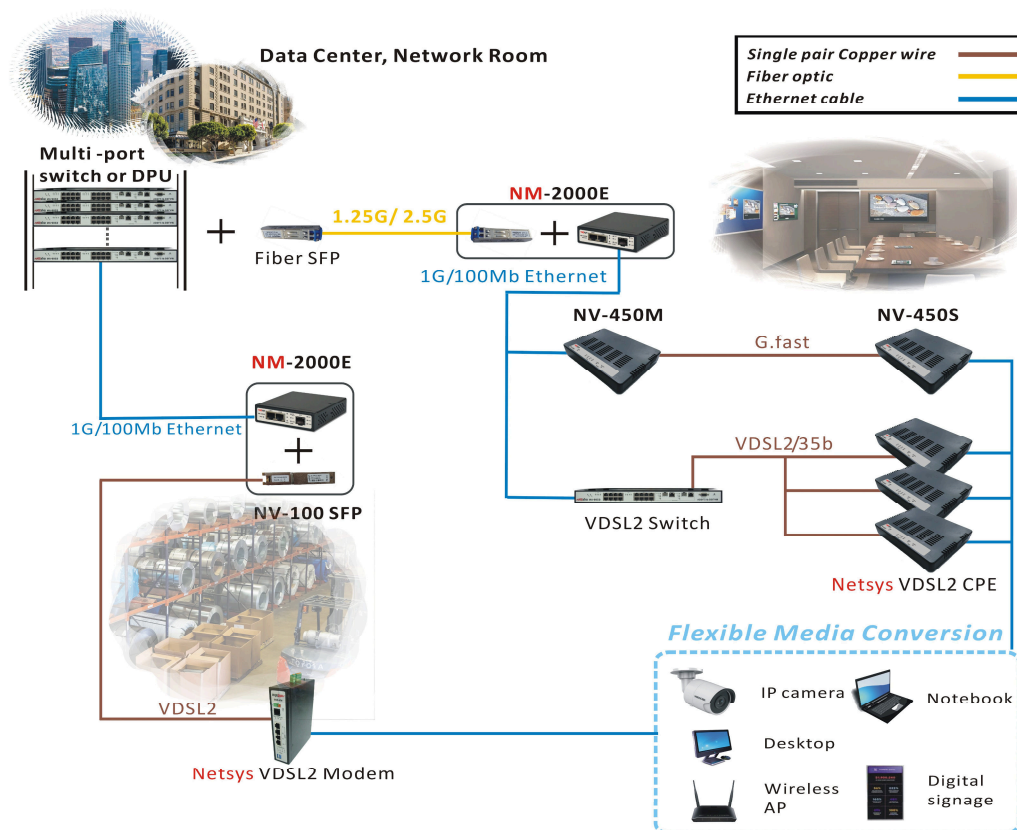 Data Center, Network Room
Single pair Copper wire
Fiber optic
Ethernet cable
Multi -port
switch or DPU
NM-2000E
1.25G/ 2.5G
Fiber SFP
1G/100Mb Ethernet
NV-450M
NV-450S
G.fast
NM-2000E
1G/100Mb Ethernet
VDSL2/35b
NV-100 SFP
VDSL2 Switch
Netsys VDSL2 CPE
Flexible Media Conversion
IP camera
Notebook
VDSL2
Desktop
Netsys VDSL2 Modem
Wireless
AP
Digital
signage